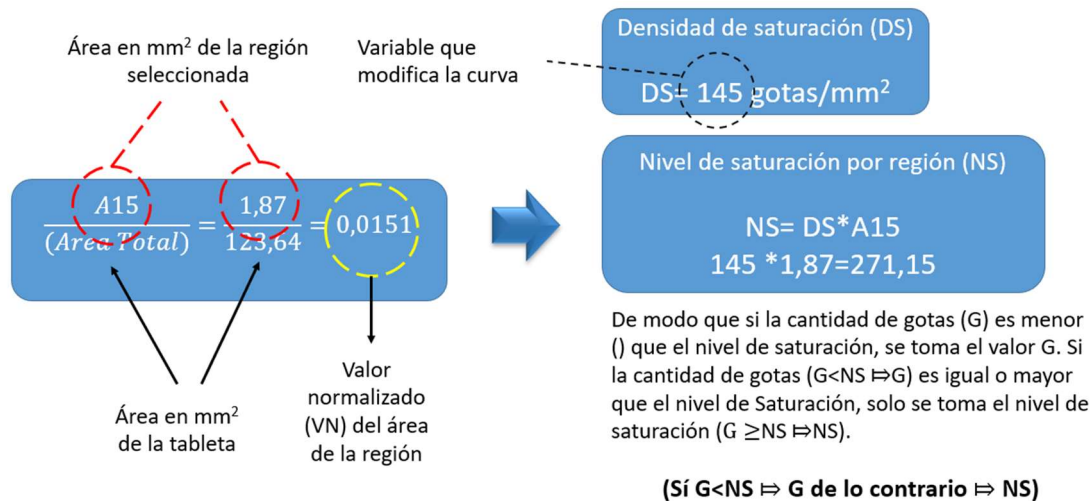 Área en mm² de la región
seleccionada
Variable que
modifica la curva
Densidad de saturación (DS)
DS= 145 gotas/mm²
A15
(Area Total)
=
1,87
123,64
= 0,0151
Nivel de saturación por región (NS)
NS= DS*A15
145 *1,87=271,15
Área en mm²
de la tableta
Valor
normalizado
(VN) del área
de la región
De modo que si la cantidad de gotas (G) es menor
() que el nivel de saturación, se toma el valor G. Si
la cantidad de gotas (G<NS ⤇G) es igual o mayor
que el nivel de Saturación, solo se toma el nivel de
saturación (G ≥NS ⤇NS).
(Sí G<NS ⤇ G de lo contrario ⤇ NS)